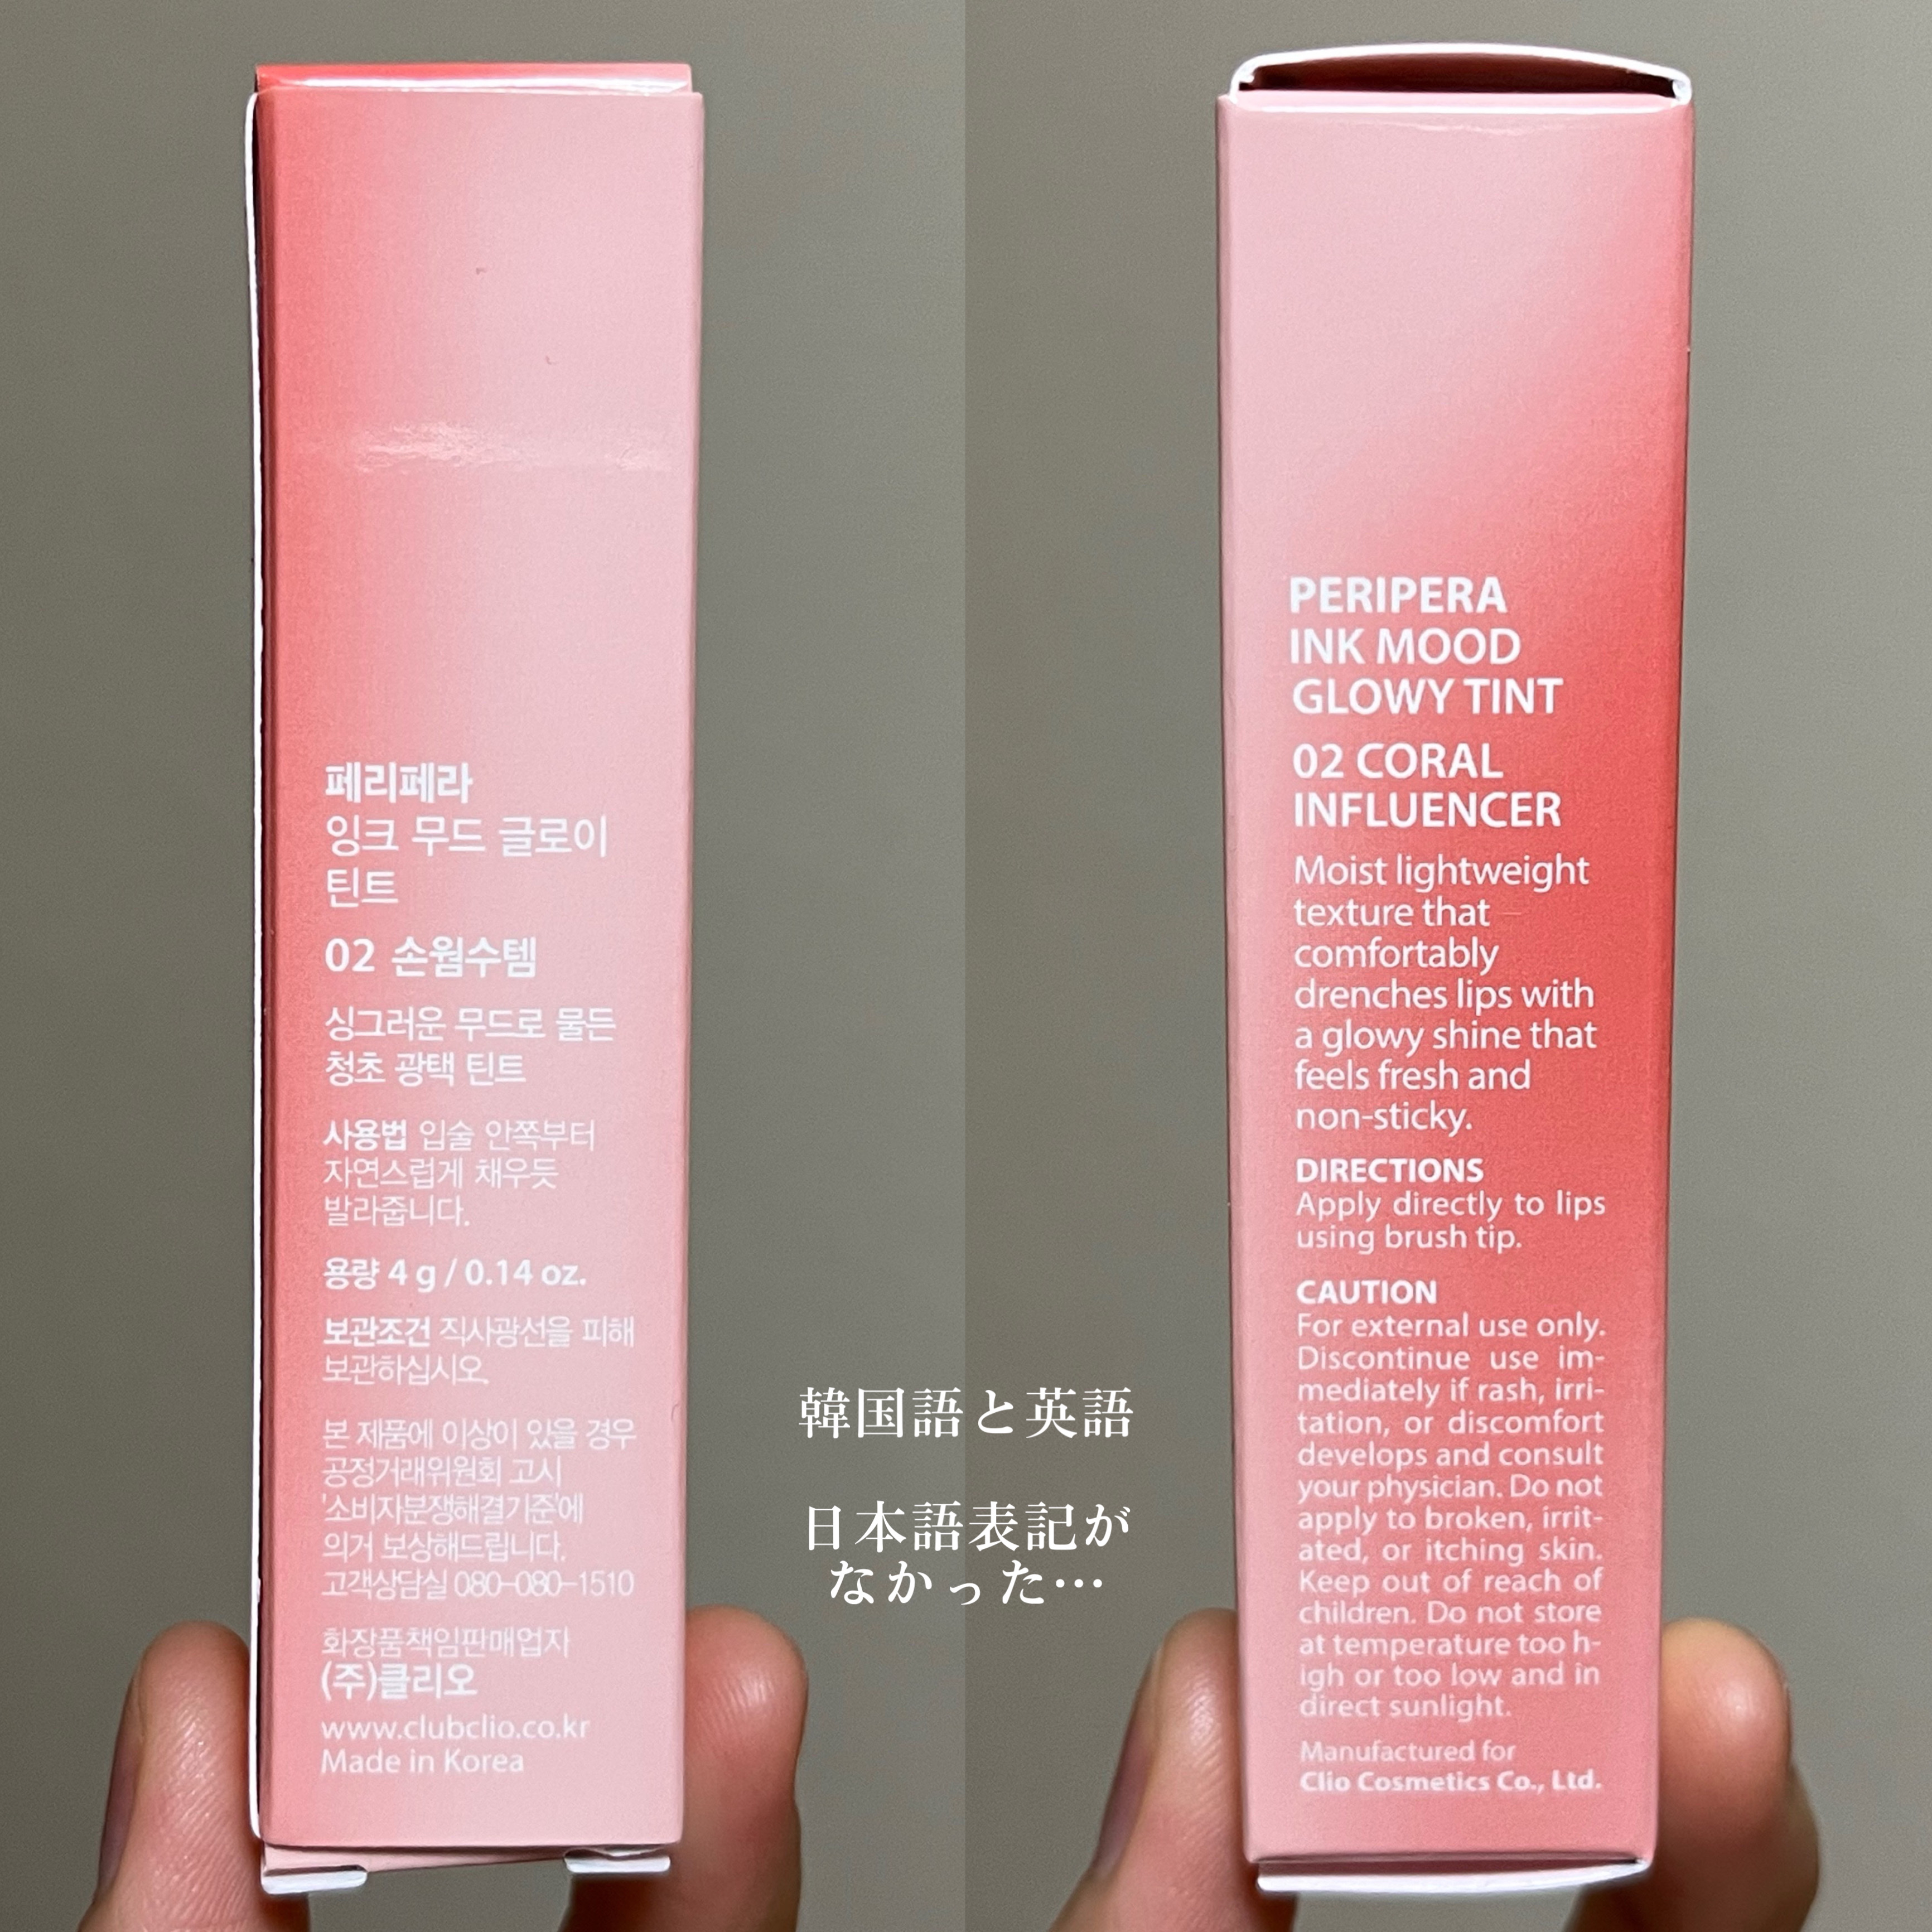 페리페라
잉크 무드 글로이
틴트
02 손웜수템
싱그러운 무드로 물든
청초 광택 틴트
사용법 입술 안쪽부터
자연스럽게 채우듯
발라줍니다.
용량 4 g / 0.14 oz.
보관조건 직사광선을 피해
보관하십시오.
본 제품에 이상이 있을 경우
공정거래위원회 고시
'소비자분쟁해결기준'에
의거 보상해드립니다.
고객상담실 080-080-1510
화장품책임판매업자
(주)클리오
www.clubclio.co.kr
Made in Korea
韓国語と英語
日本語表記が
なかった…
PERIPERA
INK MOOD
GLOWY TINT
02 CORAL
INFLUENCER
Moist lightweight
texture that
comfortably
drenches lips with
a glowy shine that
feels fresh and
non-sticky.
DIRECTIONS
Apply directly to lips
using brush tip.
CAUTION
For external use only.
Discontinue use im-
mediately if rash, irri-
tation, or discomfort
develops and consult
your physician. Do not
apply to broken, irrit-
ated, or itching skin.
Keep out of reach of
children. Do not store
at temperature too h-
igh or too low and in
direct sunlight.
Manufactured for
Clio Cosmetics Co., Ltd.